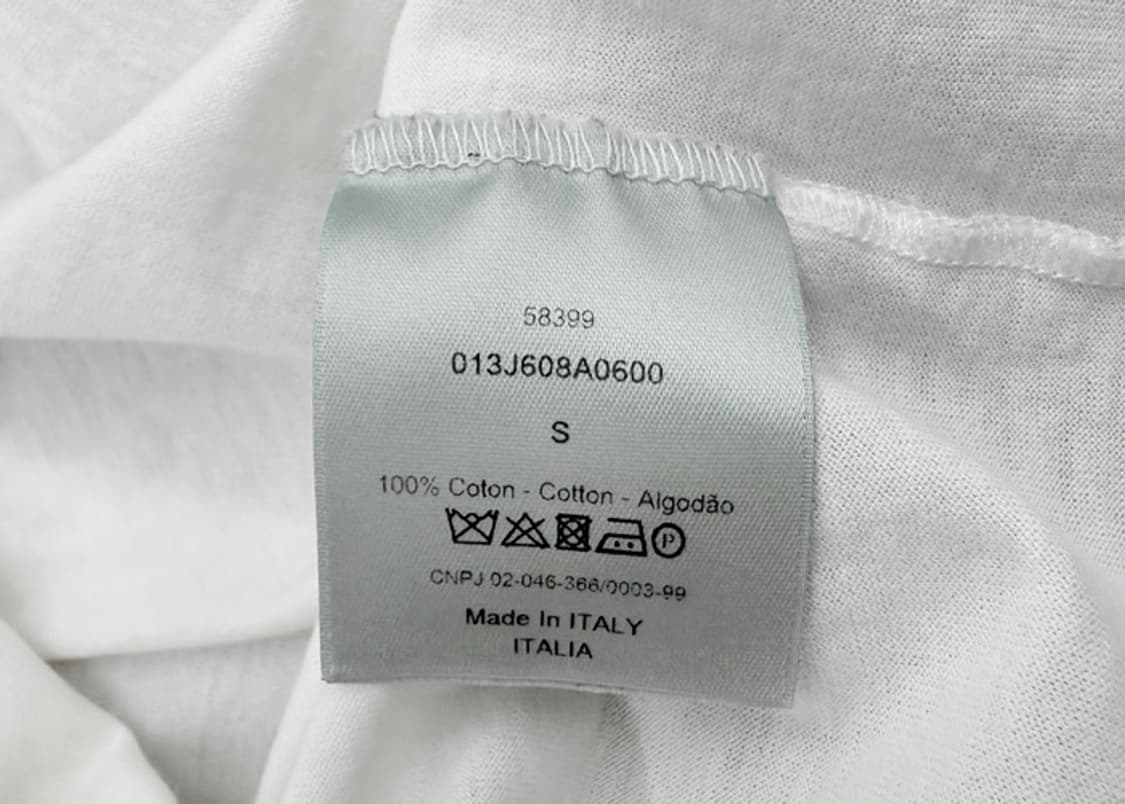 58399
013J608A0600
S
100% Coton - Cotton - Algodão
P
CNPJ 02-046-366/0003-99
Made In ITALY
ITALIA